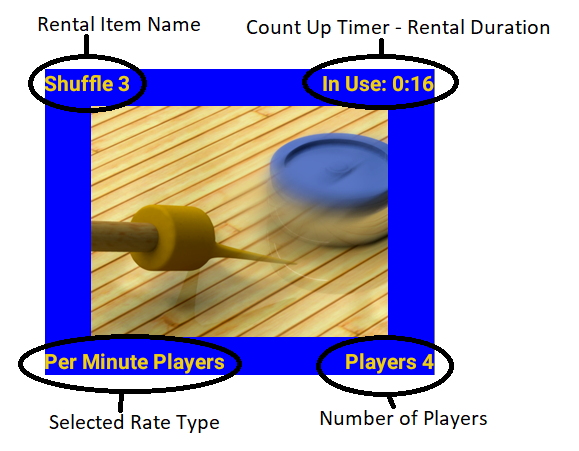 Rental Item Name
Count Up Timer - Rental Duration
Shuffle 3
In Use: 0:16
Per Minute Players
Players 4
Selected Rate Type
Number of Players